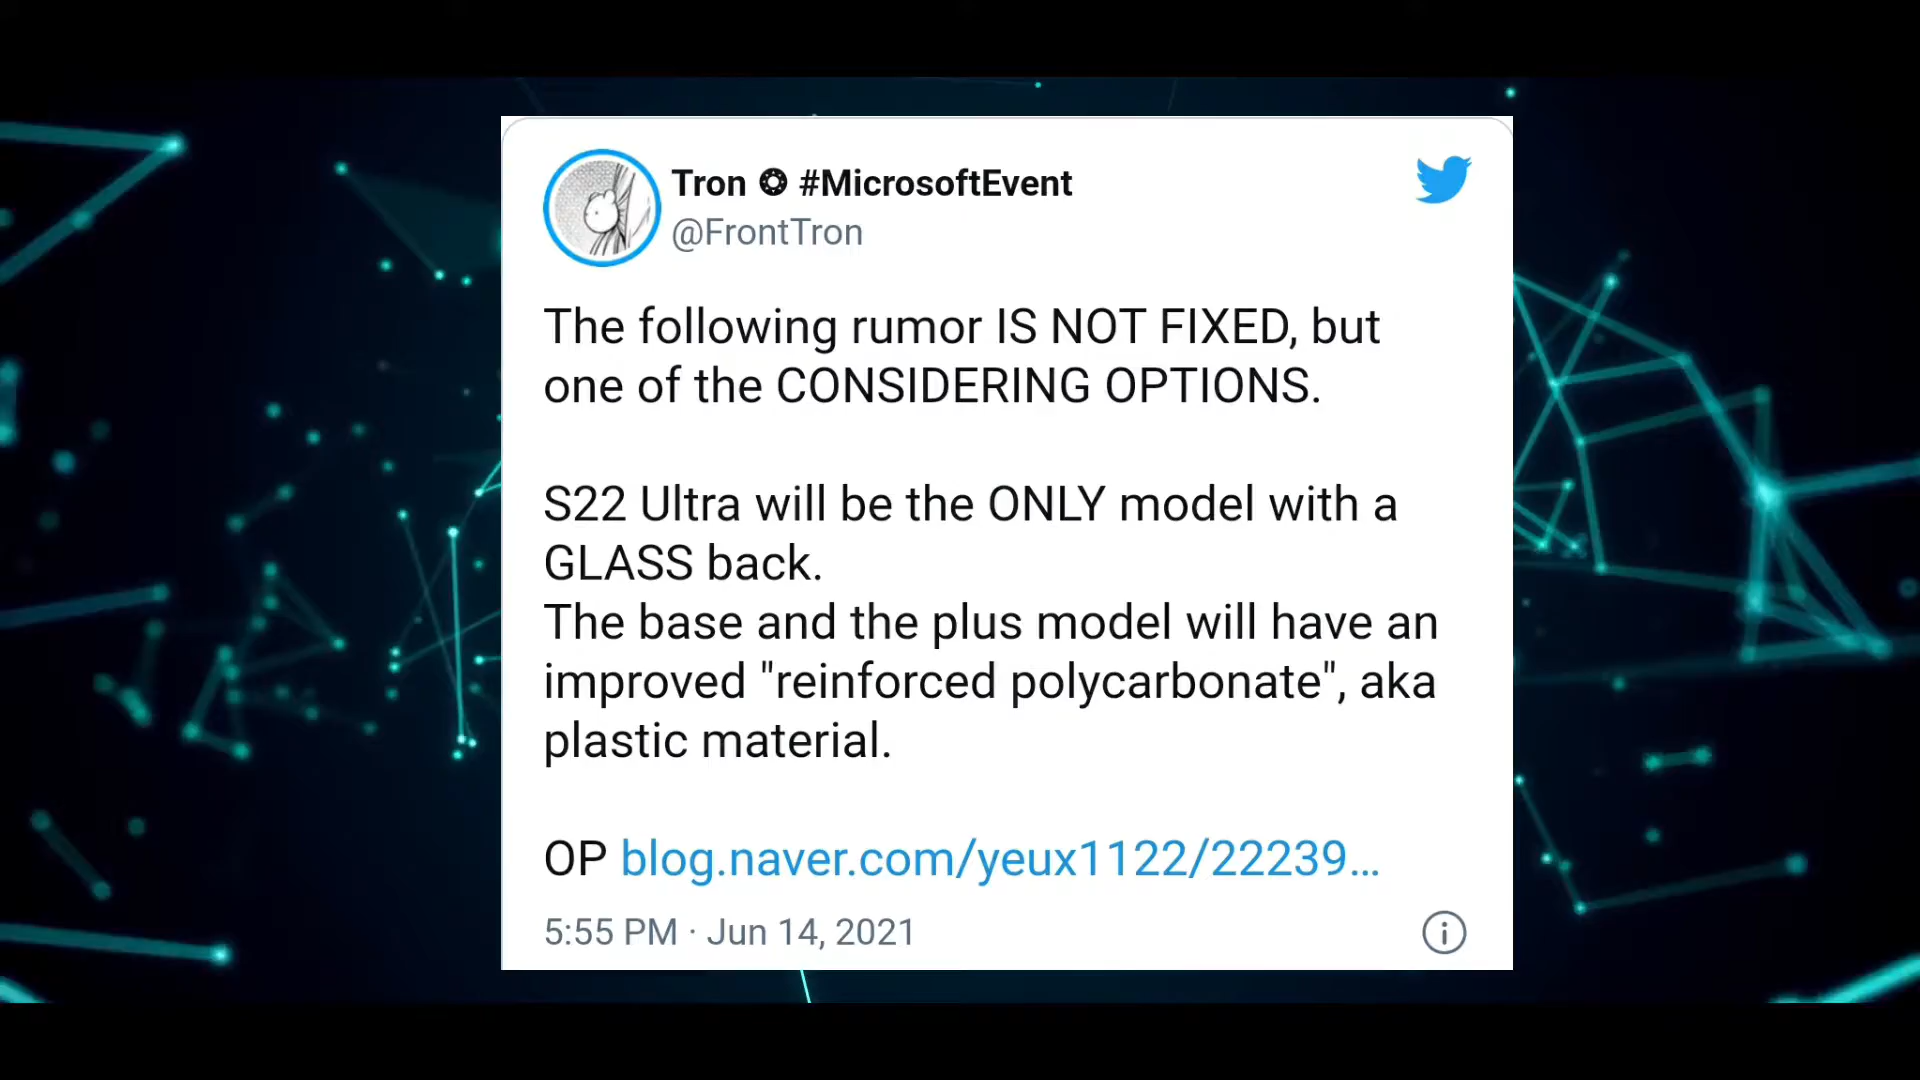 Tron #MicrosoftEvent
@FrontTron
The following rumor IS NOT FIXED, but
one of the CONSIDERING OPTIONS.
S22 Ultra will be the ONLY model with a
GLASS back.
The base and the plus model will have an
improved "reinforced polycarbonate", aka
plastic material.
OP blog.naver.com/yeux1122/22239…
5:55 PM · Jun 14, 2021